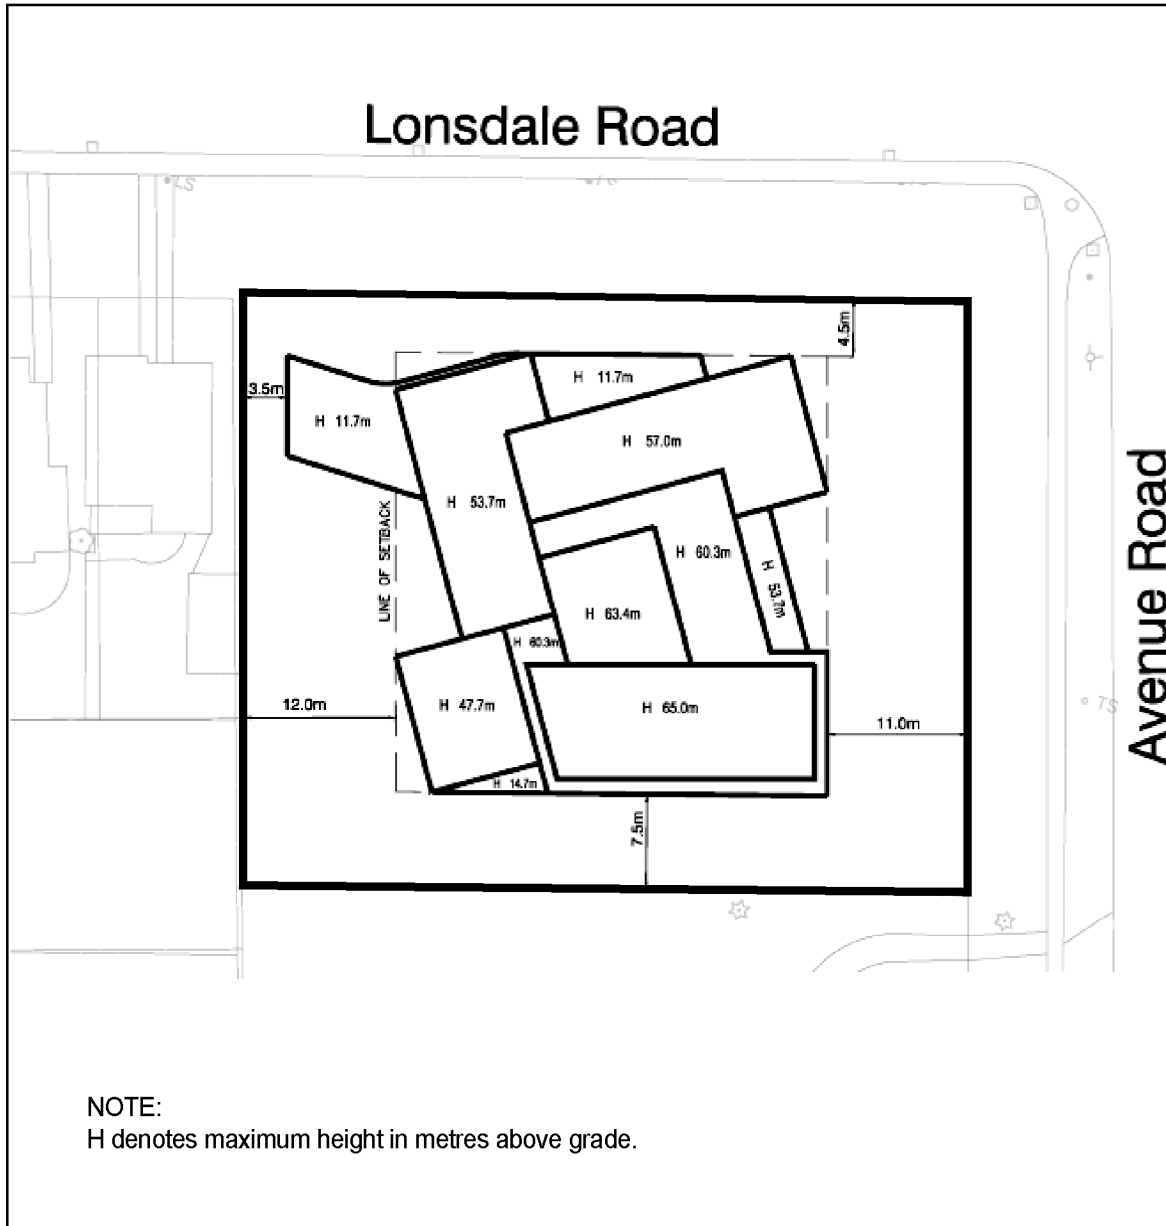 Lonsdale Road
LS
4.5m
3.5m
H 11.7m
H 11.7m
H 57.0m
H 53.7m
LINE OF SETBACK
H 60.3m
H 53.7m
H 63.4m
H 60.3m
Avenue Road
12.0m
H 47.7m
H 65.0m
TS
11.0m
H 14.7m
7.5m
NOTE:
H denotes maximum height in metres above grade.